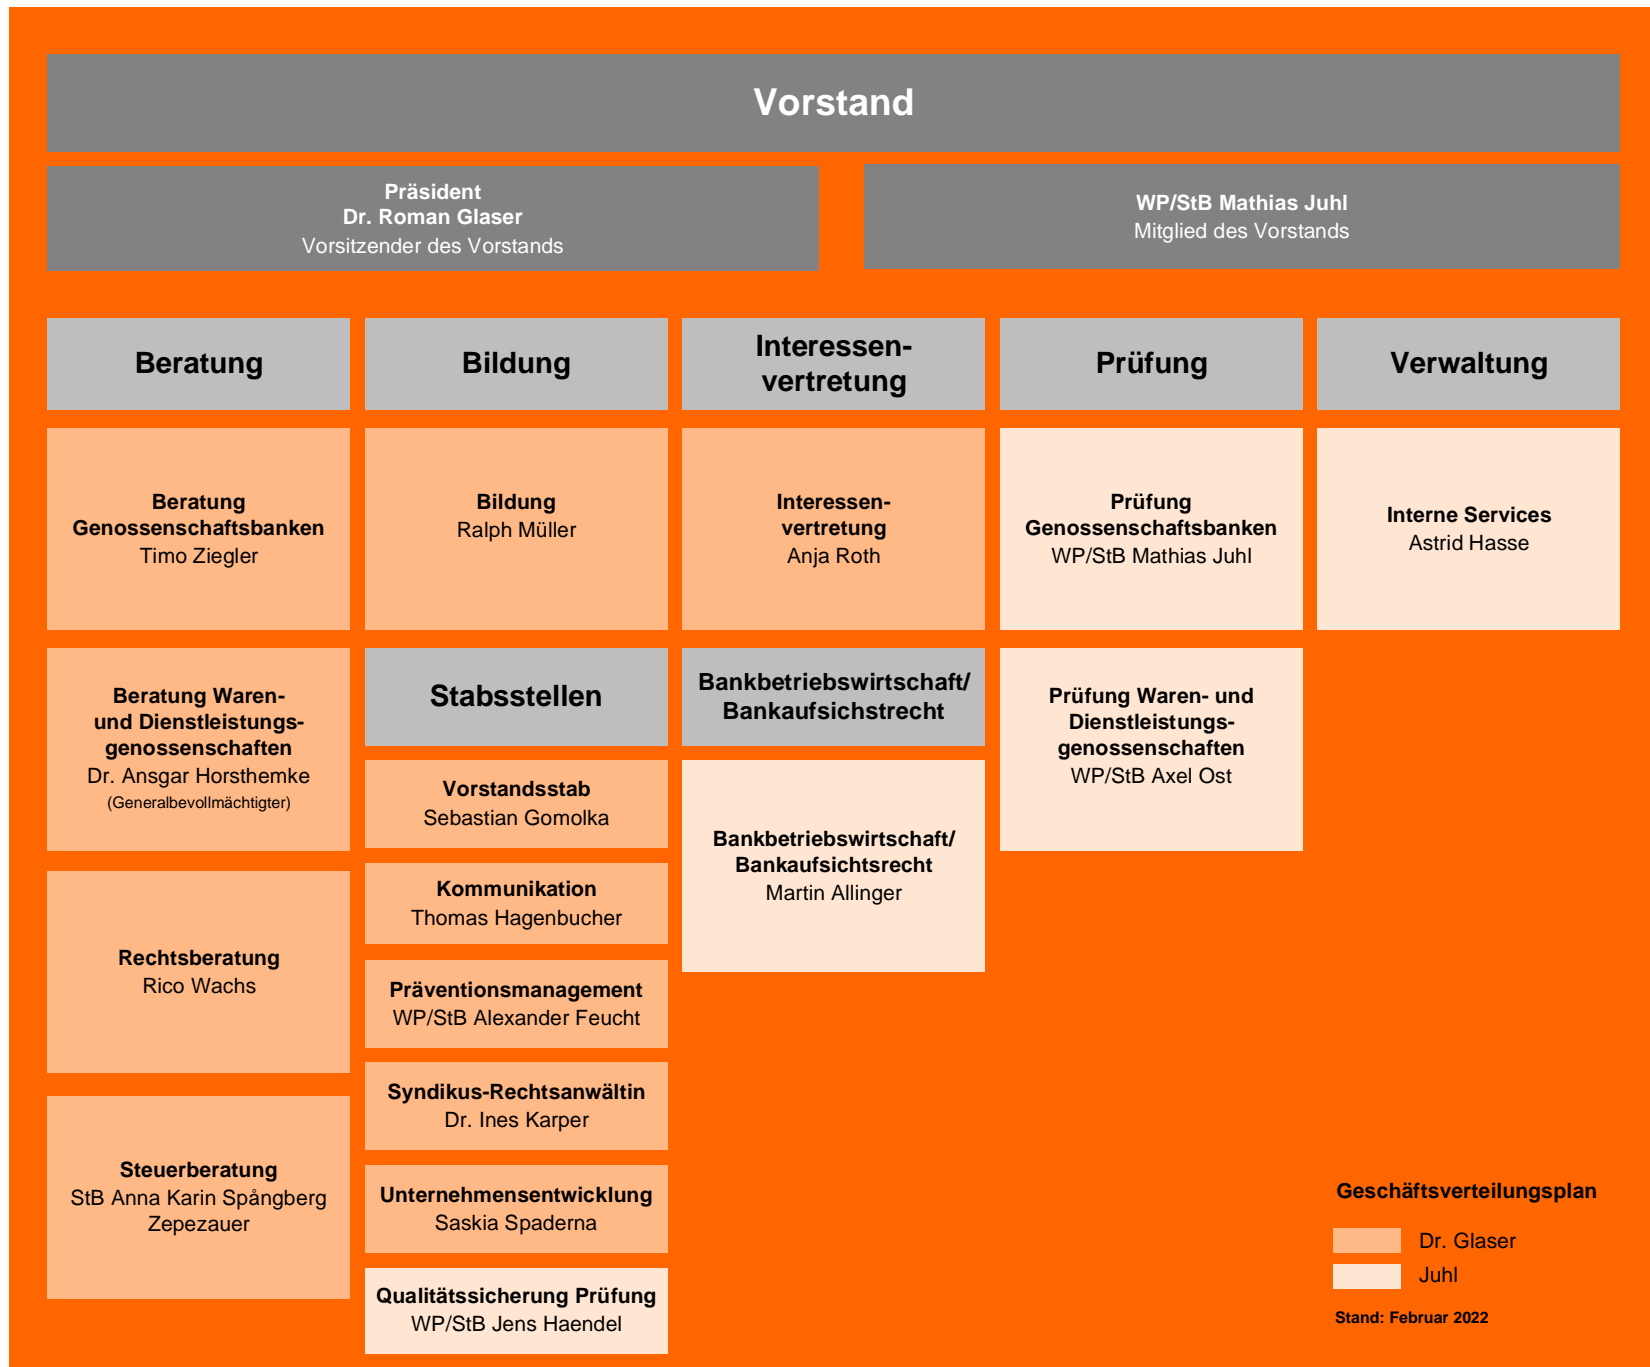 Vorstand
Präsident
Dr. Roman Glaser
Vorsitzender des Vorstands
WP/StB Mathias Juhl
Mitglied des Vorstands
Beratung
Bildung
Interessen-
vertretung
Prüfung
Verwaltung
Beratung
Genossenschaftsbanken
Timo Ziegler
Bildung
Ralph Müller
Interessen-
vertretung
Anja Roth
Prüfung
Genossenschaftsbanken
WP/StB Mathias Juhl
Interne Services
Astrid Hasse
Beratung Waren-
und Dienstleistungs-
genossenschaften
Dr. Ansgar Horsthemke
(Generalbevollmächtigter)
Rechtsberatung
Rico Wachs
Steuerberatung
StB Anna Karin Spångberg
Zepezauer
Stabsstellen
Vorstandsstab
Sebastian Gomolka
Kommunikation
Thomas Hagenbucher
Präventionsmanagement
WP/StB Alexander Feucht
Syndikus-Rechtsanwältin
Dr. Ines Karper
Unternehmensentwicklung
Saskia Spaderna
Qualitätssicherung Prüfung
WP/StB Jens Haendel
Bankbetriebswirtschaft/
Bankaufsichstrecht
Bankbetriebswirtschaft/
Bankaufsichtsrecht
Martin Allinger
Prüfung Waren- und
Dienstleistungs-
genossenschaften
WP/StB Axel Ost
Geschäftsverteilungsplan
Dr. Glaser
Juhl
Stand: Februar 2022